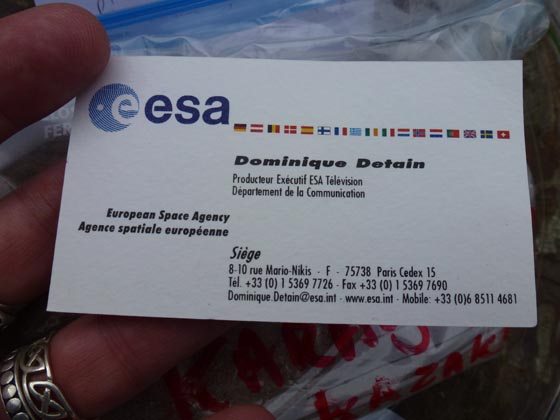 esa
Dominique Detain
Producteur Exécutif ESA Télévision
Département de la Communication
European Space Agency
Agence spatiale européenne
Siège
8-10 rue Mario-Nikis - F - 75738 Paris Cedex 15
Tél. +33 (0) 1 5369 7726 - Fax +33 (0) 1 5369 7690
Dominique.Detain@esa.int - www.esa.int - Mobile: +33 (0)6 8511 4681